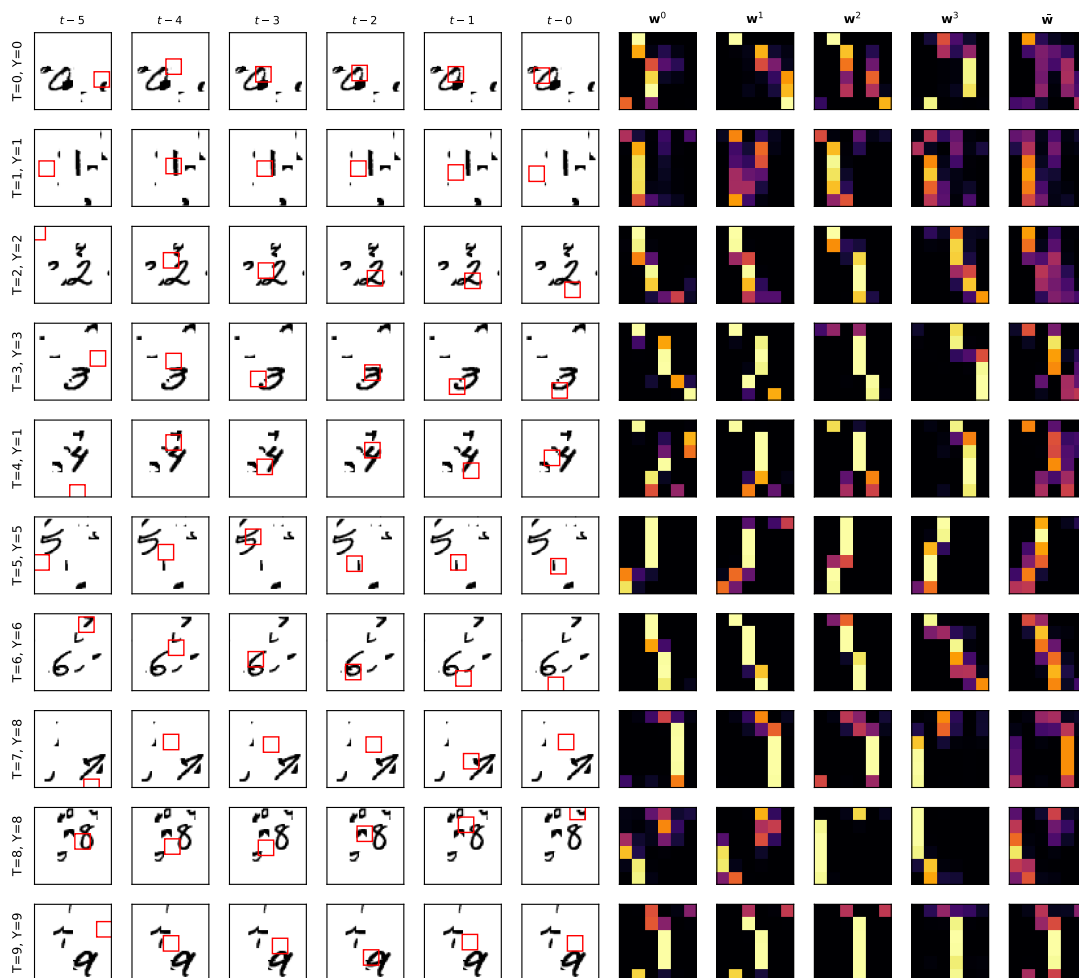 t − 5 t − 4 t − 3 t − 2 t − 1 t − 0 w⁰ w¹ w² w³ w̄
T=0, Y=0
T=1, Y=1
T=2, Y=2
T=3, Y=3
T=4, Y=1
T=5, Y=5
T=6, Y=6
T=7, Y=8
T=8, Y=8
T=9, Y=9